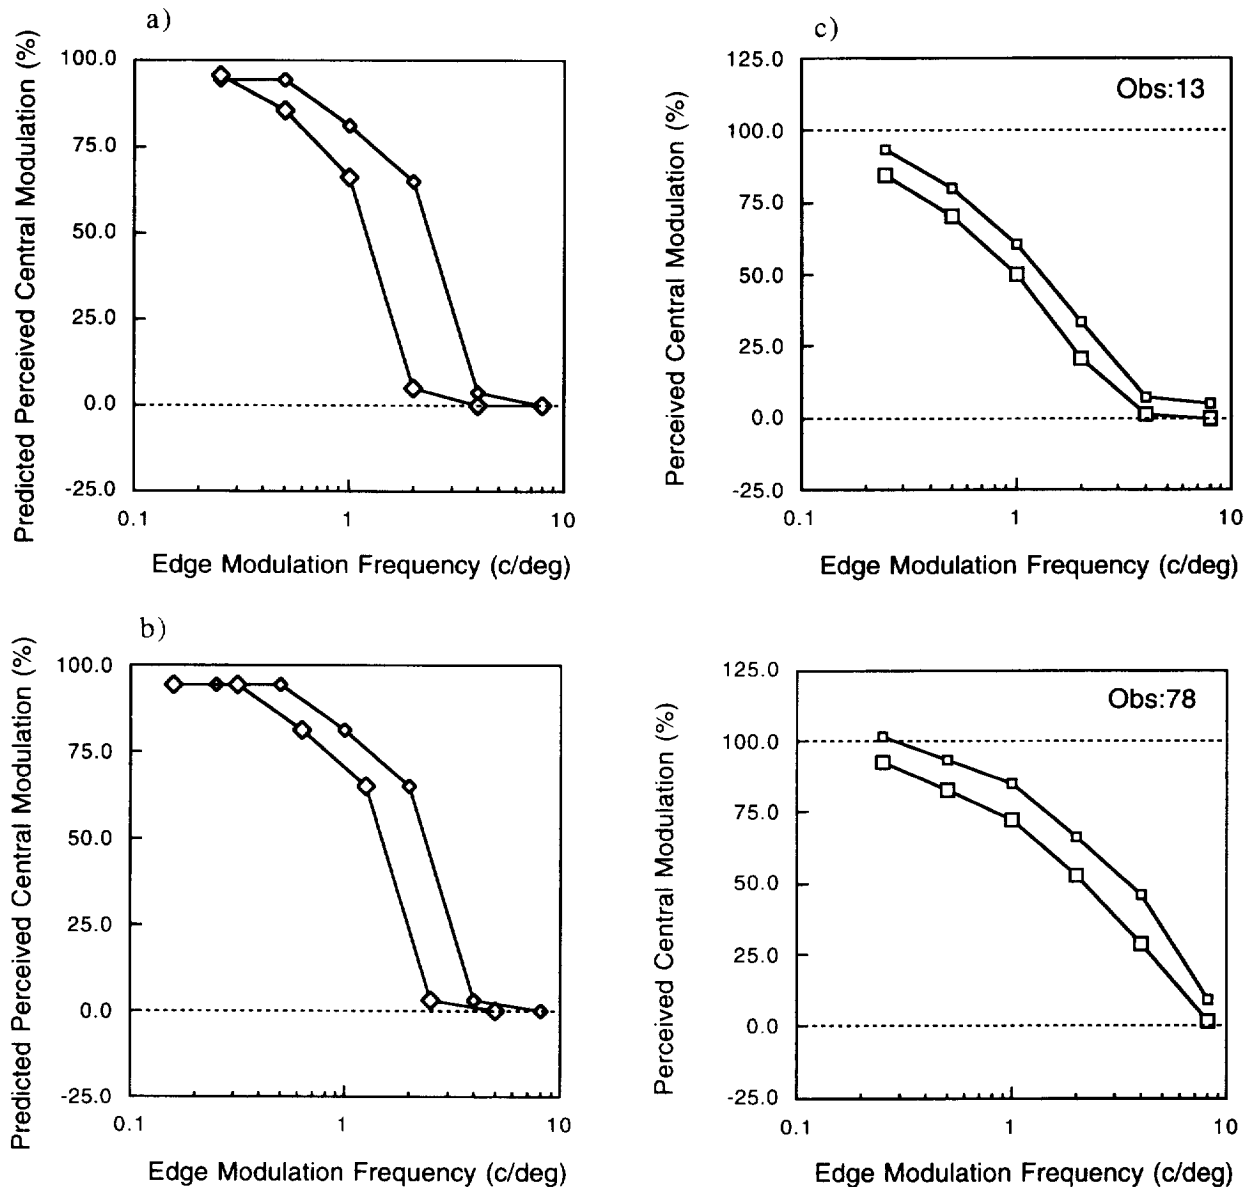 a)
Predicted Perceived Central Modulation (%)
100.0
75.0
50.0
25.0
0.0
-25.0
0.1
1
10
Edge Modulation Frequency (c/deg)
c)
Perceived Central Modulation (%)
125.0
100.0
75.0
50.0
25.0
0.0
-25.0
Obs:13
0.1
1
10
Edge Modulation Frequency (c/deg)
b)
Predicted Perceived Central Modulation (%)
100.0
75.0
50.0
25.0
0.0
-25.0
0.1
1
10
Edge Modulation Frequency (c/deg)
Perceived Central Modulation (%)
125.0
100.0
75.0
50.0
25.0
0.0
-25.0
Obs:78
0.1
1
10
Edge Modulation Frequency (c/deg)